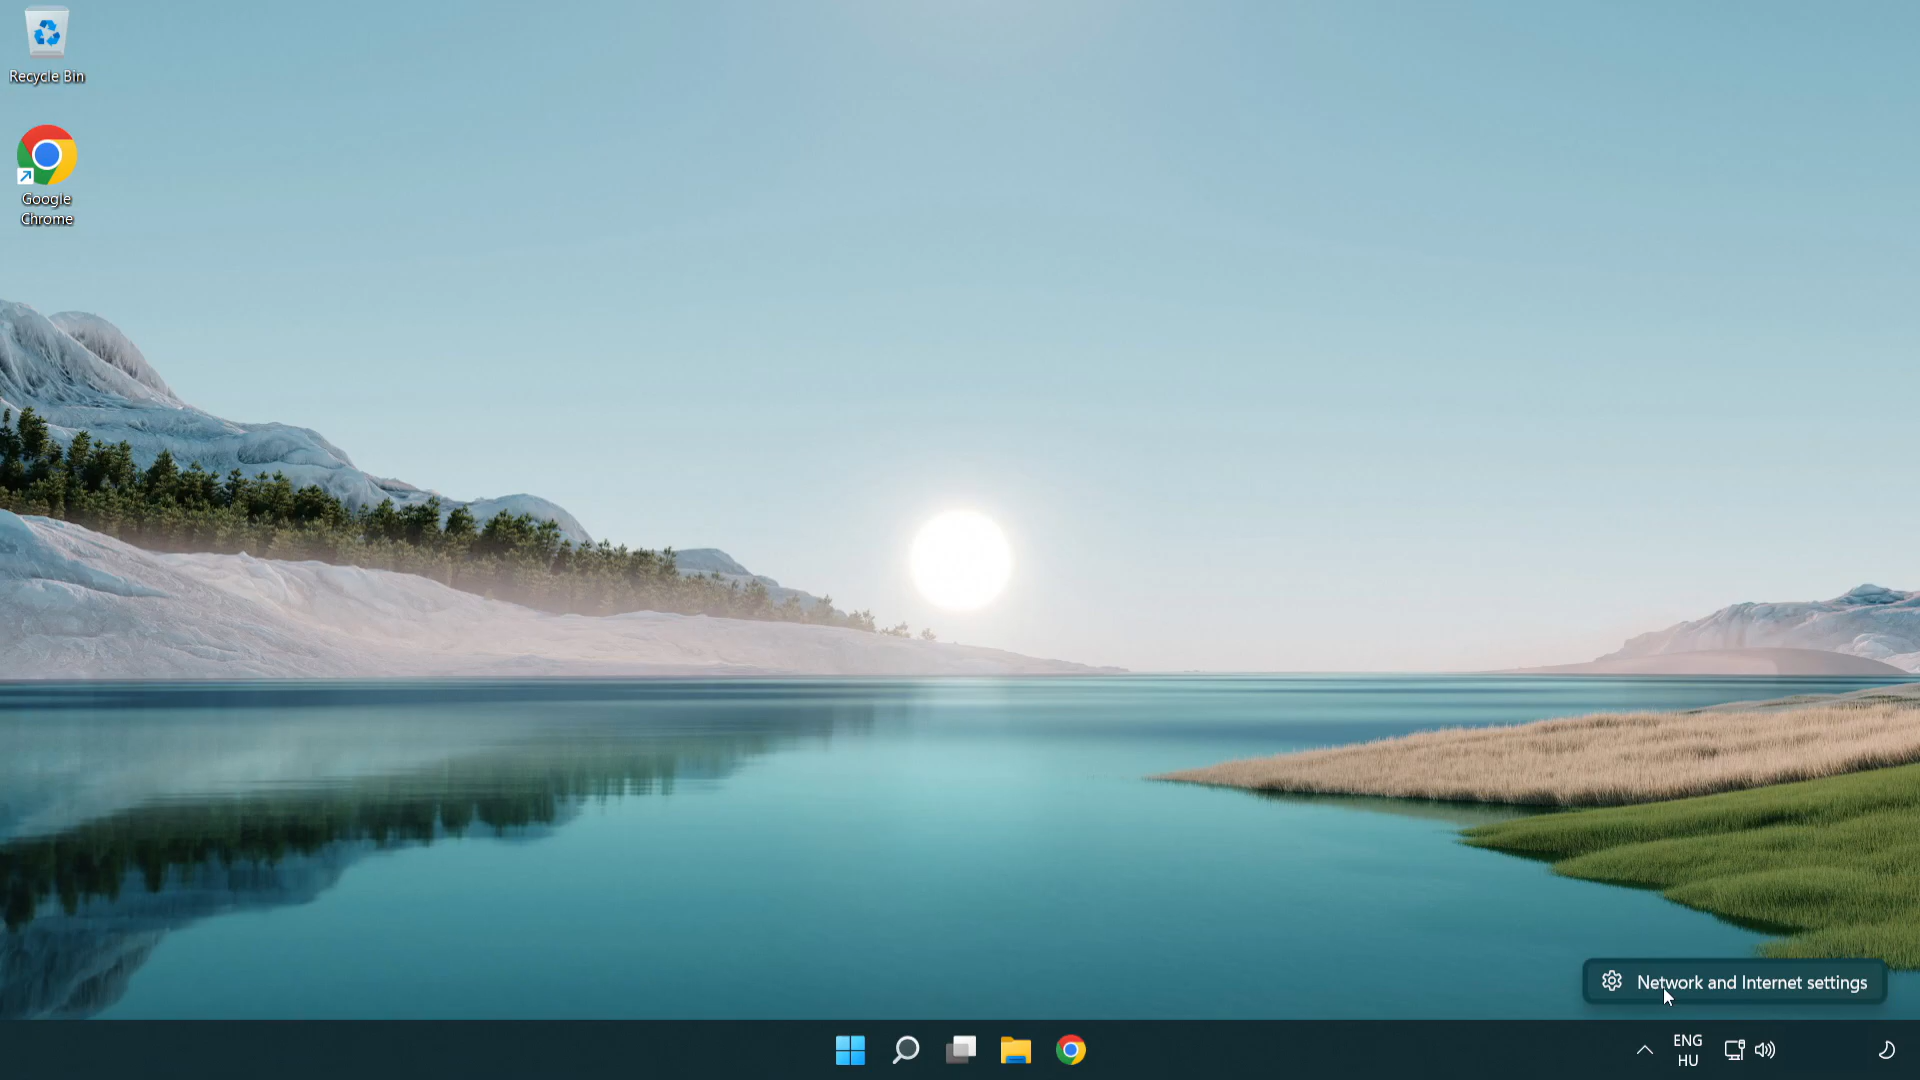 Recycle Bin
Google
Chrome
Network and Internet settings
ENG
HU